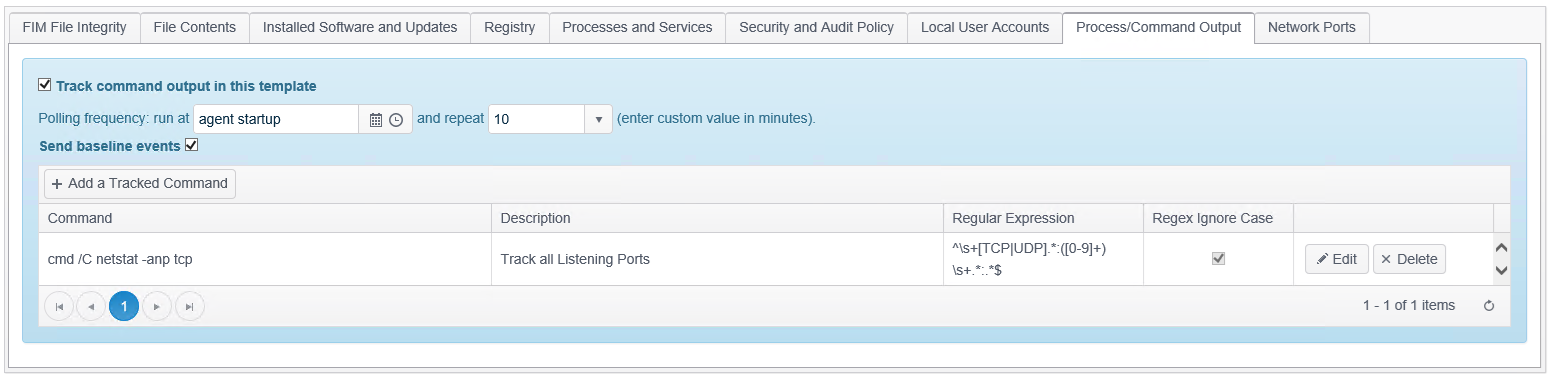 FIM File Integrity File Contents Installed Software and Updates Registry Processes and Services Security and Audit Policy Local User Accounts Process/Command Output Network Ports
Track command output in this template
Polling frequency: run at agent startup and repeat 10 (enter custom value in minutes).
Send baseline events
+ Add a Tracked Command
Command Description Regular Expression Regex Ignore Case
cmd /C netstat -anp tcp Track all Listening Ports ^\s+[TCP|UDP].*:([0-9]+) Edit × Delete
\s+.*:.*$
1 1 - 1 of 1 items